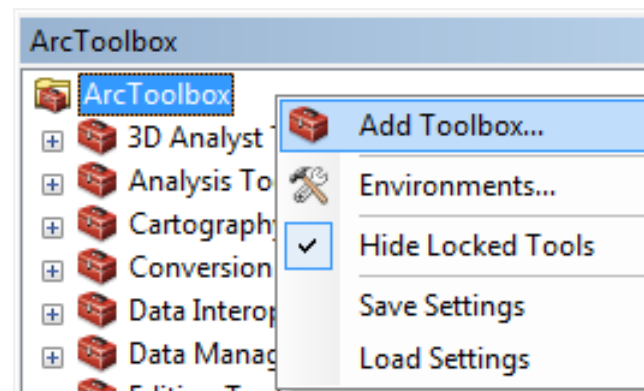 ArcToolbox
ArcToolbox
3D Analyst
Analysis To
Cartography
Conversion
Data Interop
Data Manag
Add Toolbox...
Environments...
Hide Locked Tools
Save Settings
Load Settings